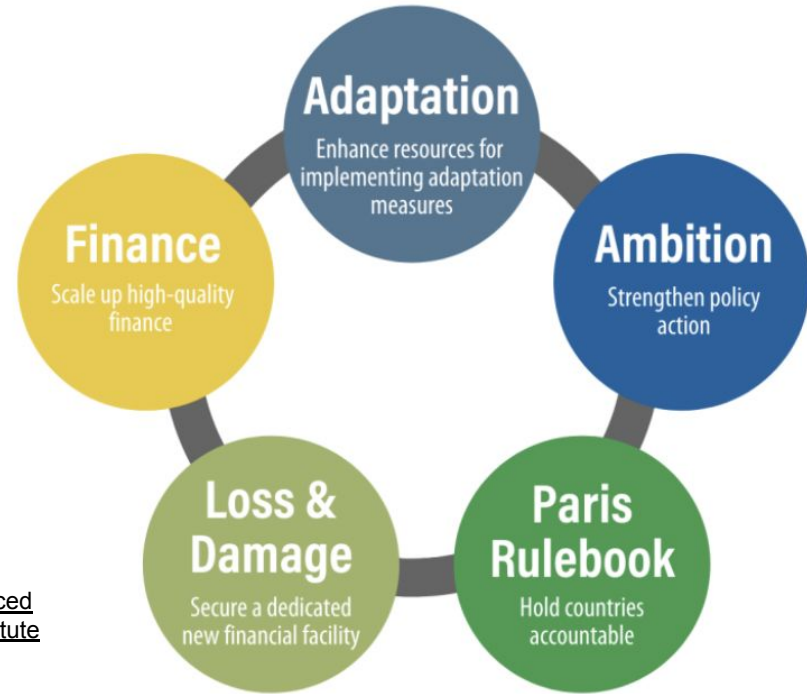 Adaptation
Enhance resources for
implementing adaptation
measures
Finance
Scale up high-quality
finance
Ambition
Strengthen policy
action
Loss &
Damage
Secure a dedicated
new financial facility
Paris
Rulebook
Hold countries
accountable